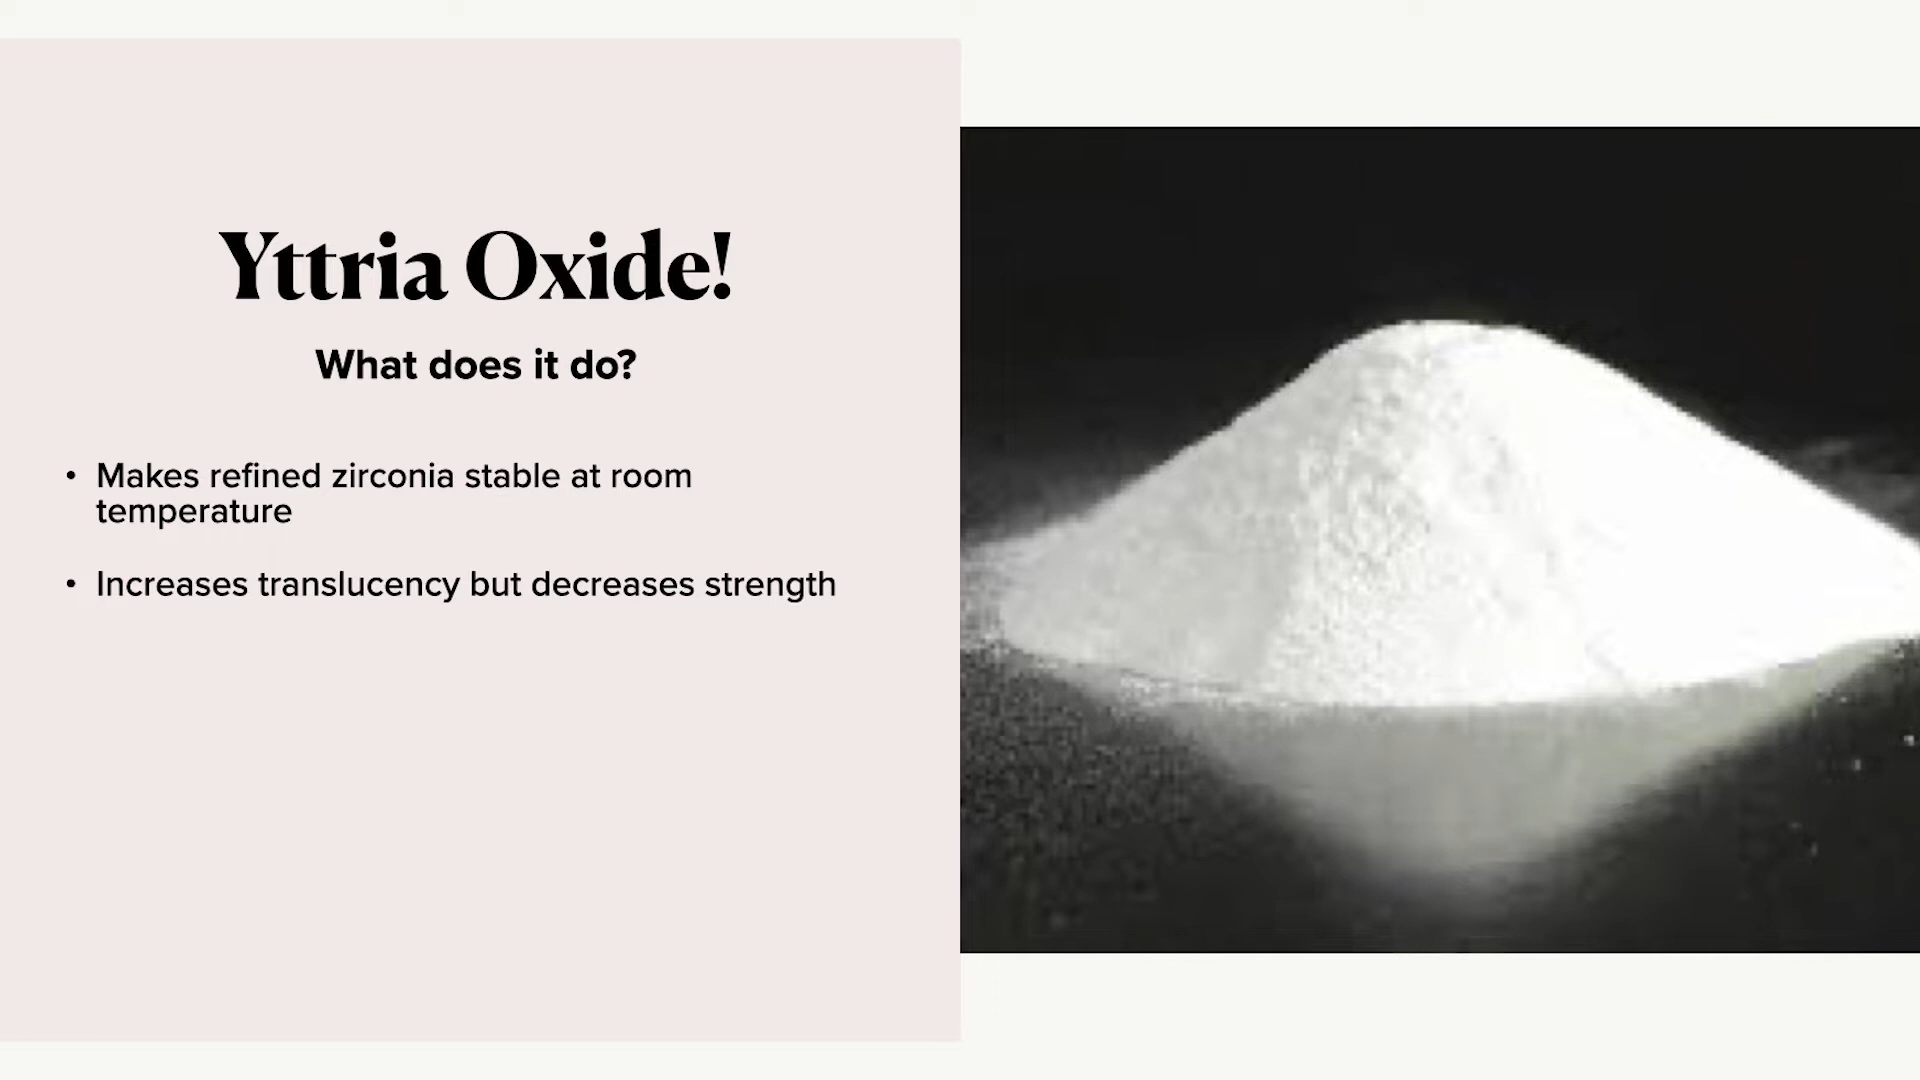 Yttria Oxide!
What does it do?
• Makes refined zirconia stable at room
temperature
• Increases translucency but decreases strength